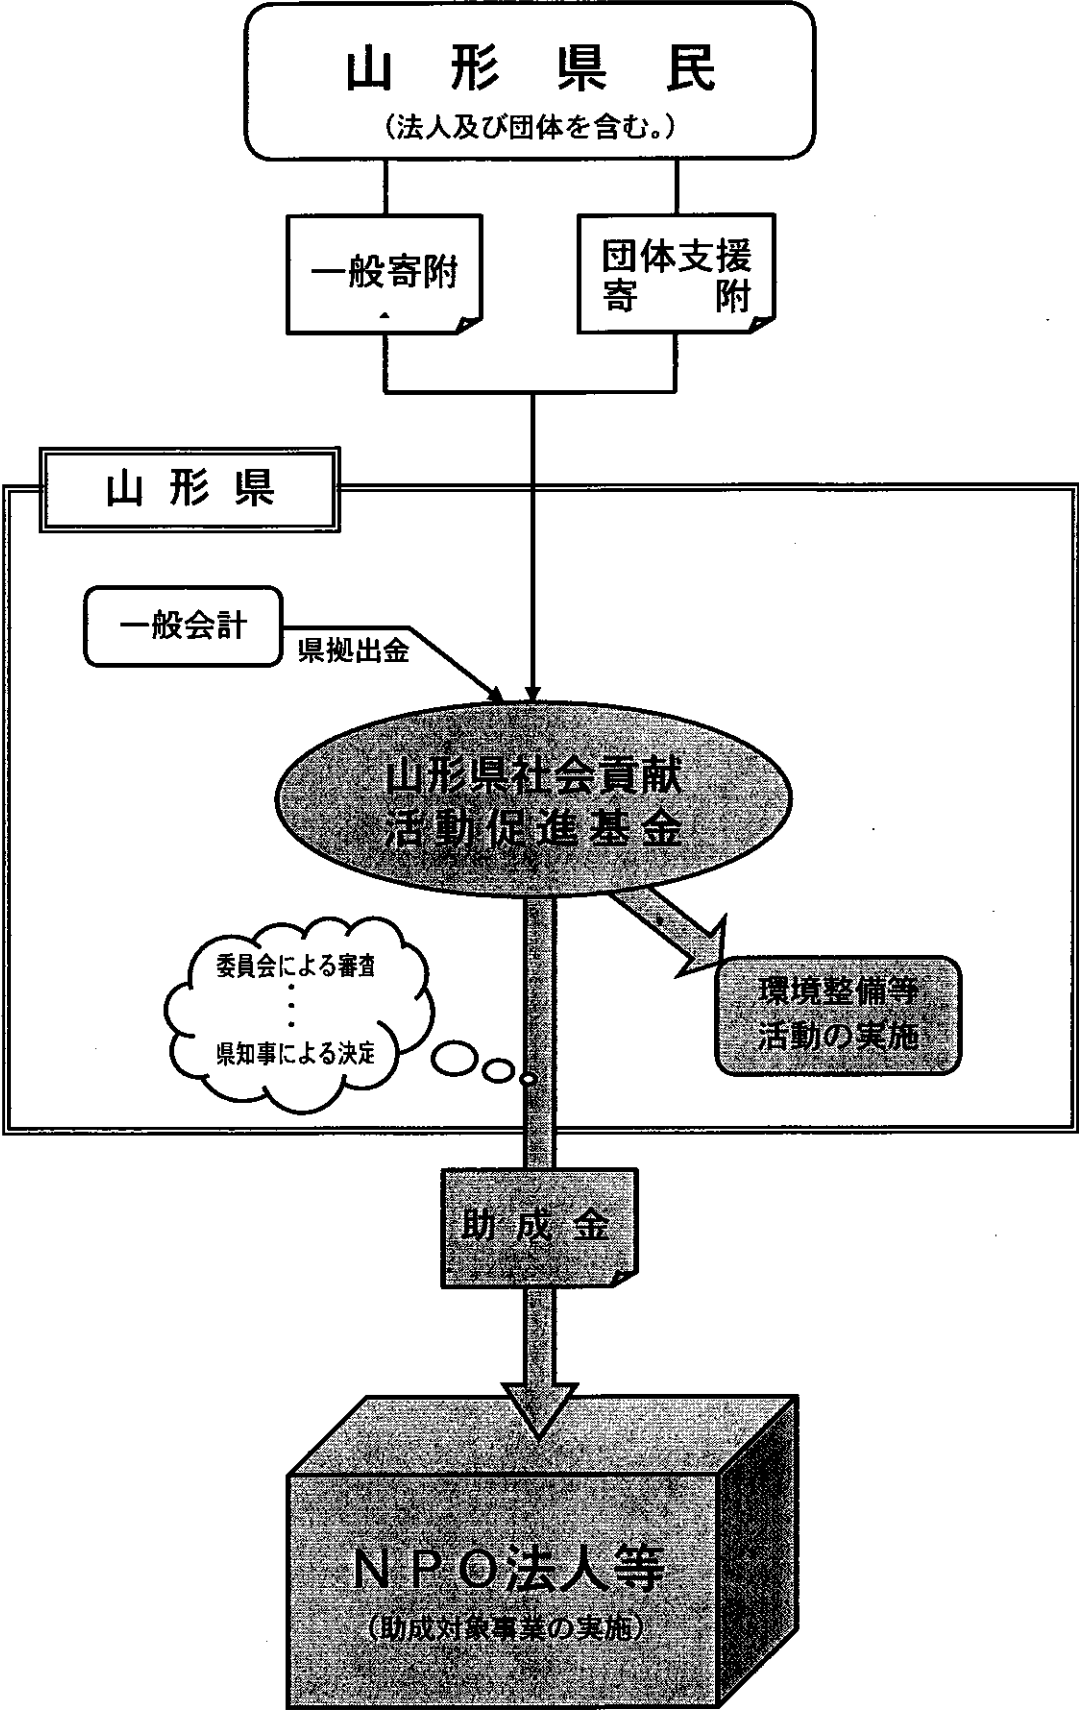 山形県民
(法人及び団体を含む。)
一般寄附
団体支援
寄附
山形県
一般会計
県拠出金
山形県社会貢献
活動促進基金
委員会による審査
県知事による決定
環境整備等
活動の実施
助成金
NPO法人等
(助成対象事業の実施)